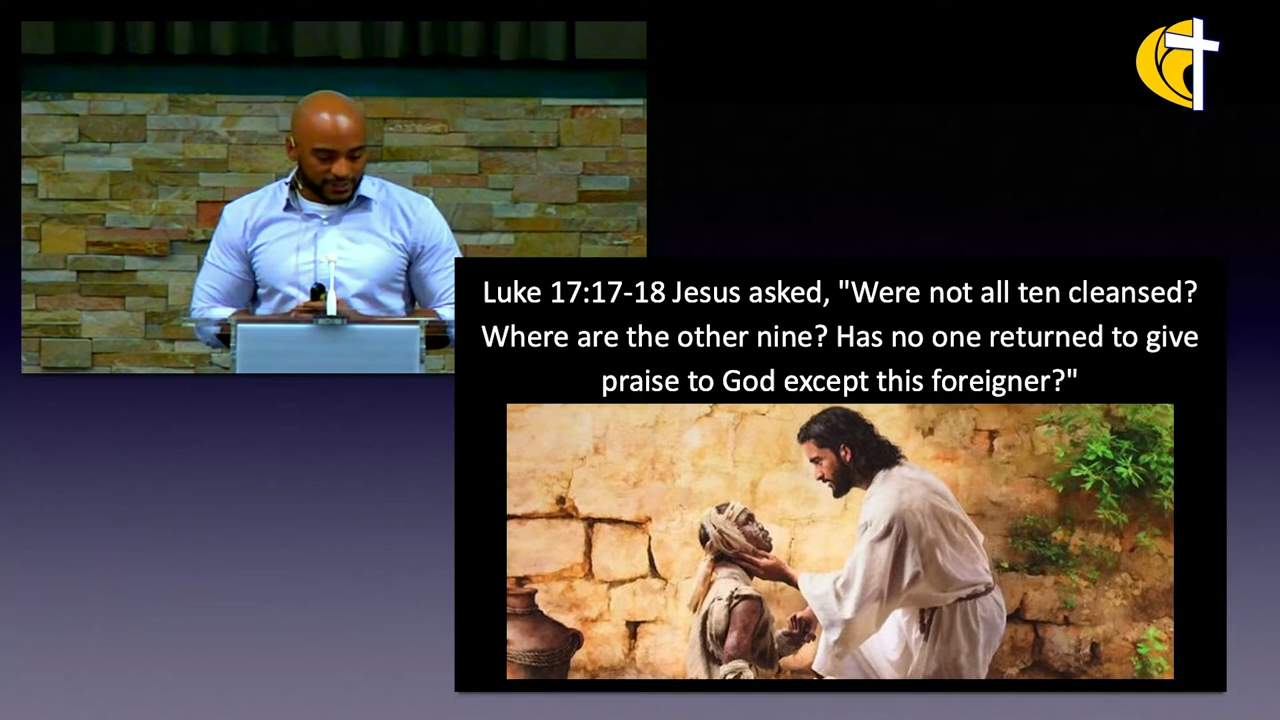 Luke 17:17-18 Jesus asked, "Were not all ten cleansed?
Where are the other nine? Has no one returned to give
praise to God except this foreigner?"